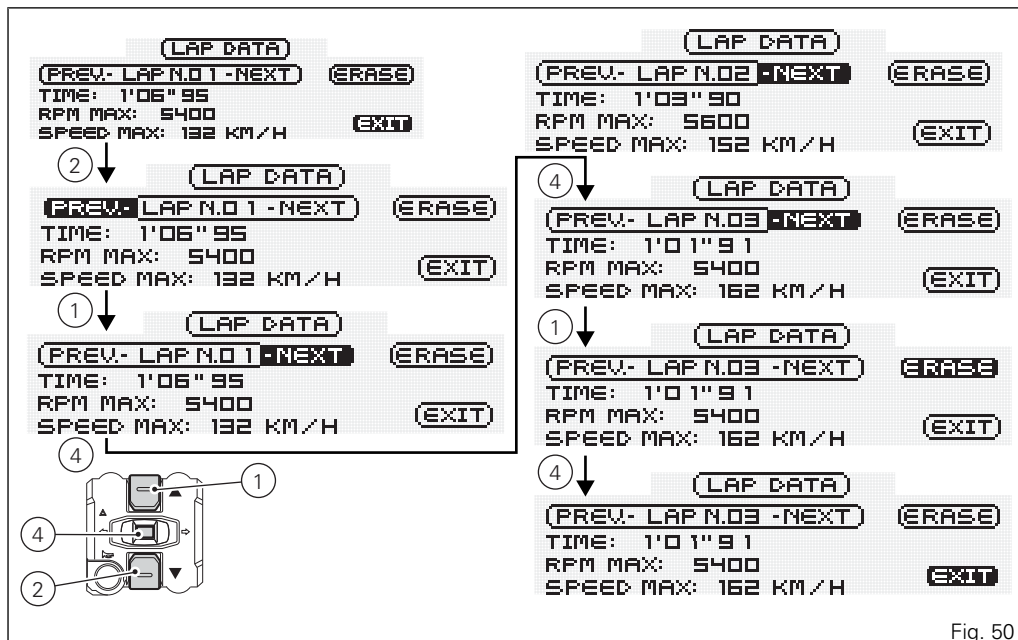 (LAP DATA)
(PREV.- LAP N.01 -NEXT) (ERASE)
TIME: 1'06"95
RPM MAX: 5400
SPEED MAX: 132 KM/H (EXIT)
2
(LAP DATA)
(PREV.- LAP N.01 -NEXT) (ERASE)
TIME: 1'06"95
RPM MAX: 5400
SPEED MAX: 132 KM/H (EXIT)
1
(LAP DATA)
(PREV.- LAP N.01 -NEXT) (ERASE)
TIME: 1'06"95
RPM MAX: 5400
SPEED MAX: 132 KM/H (EXIT)
4
1
4
2
(LAP DATA)
(PREV.- LAP N.02 -NEXT) (ERASE)
TIME: 1'03"90
RPM MAX: 5600
SPEED MAX: 152 KM/H (EXIT)
4
(LAP DATA)
(PREV.- LAP N.03 -NEXT) (ERASE)
TIME: 1'01"91
RPM MAX: 5400
SPEED MAX: 162 KM/H (EXIT)
1
(LAP DATA)
(PREV.- LAP N.03 -NEXT) (ERASE)
TIME: 1'01"91
RPM MAX: 5400
SPEED MAX: 162 KM/H (EXIT)
4
(LAP DATA)
(PREV.- LAP N.03 -NEXT) (ERASE)
TIME: 1'01"91
RPM MAX: 5400
SPEED MAX: 162 KM/H (EXIT)
Fig. 50